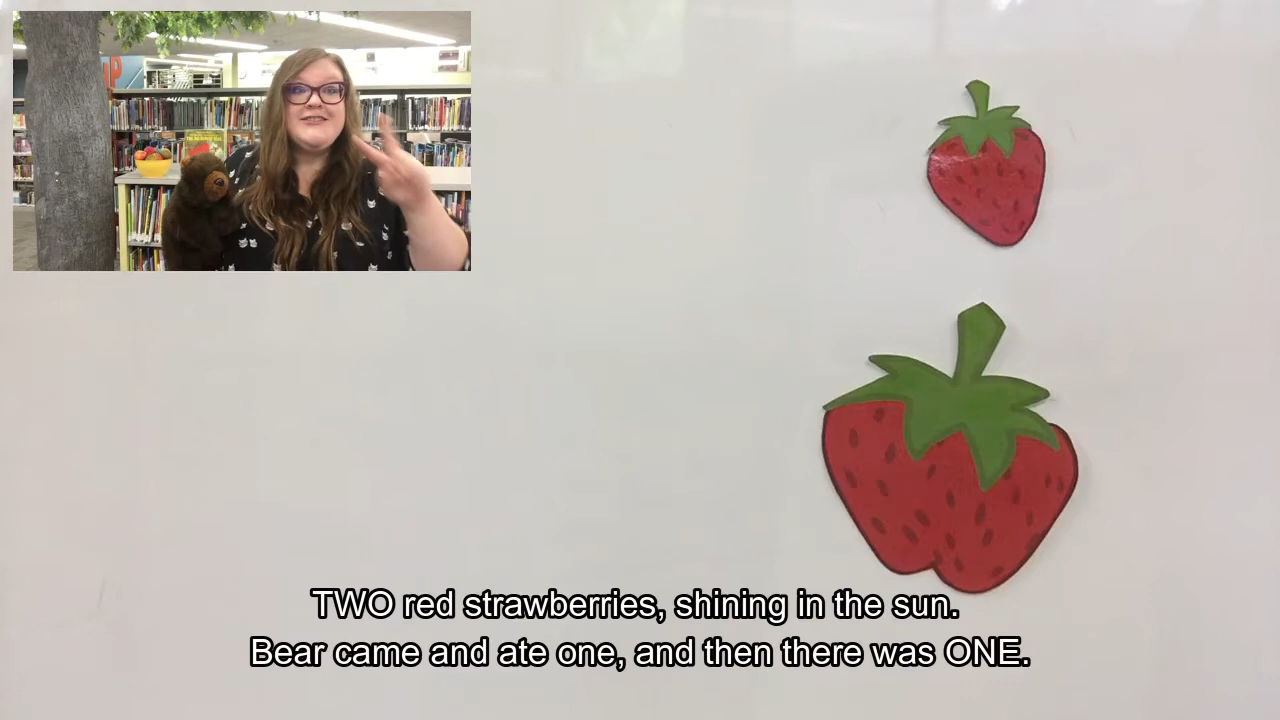 TWO red strawberries, shining in the sun.
Bear came and ate one, and then there was ONE.